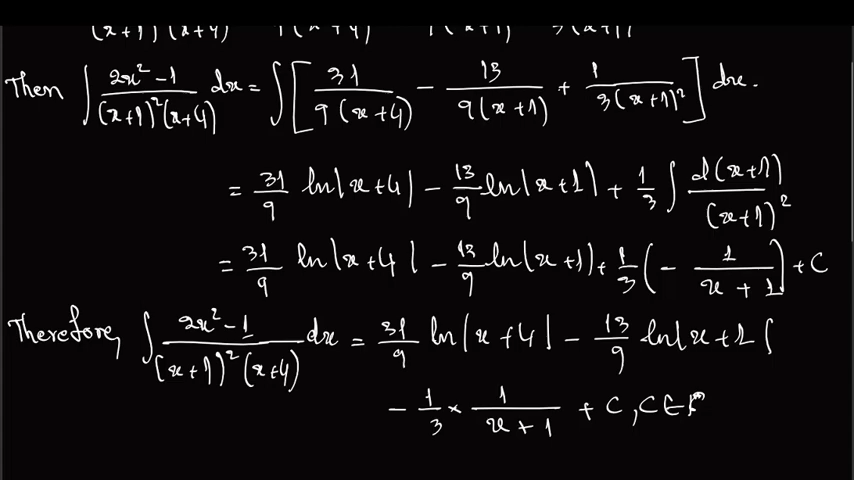 (x+1) (x+4)
Then ∫ 2x² - 1 / (x+1)²(x+4) dx = ∫ [ 31 / 9(x+4) - 13 / 9(x+1) + 1 / 3(x+1)² ] dx.
= 31/9 ln|x+4| - 13/9 ln|x+1| + 1/3 ∫ d(x+1) / (x+1)²
= 31/9 ln|x+4| - 13/9 ln|x+1| + 1/3 (- 1 / x+1) + C
Therefore, ∫ 2x² - 1 / (x+1)² (x+4) dx = 31/9 ln|x+4| - 13/9 ln|x+1|
- 1/3 × 1 / x+1 + C, C ∈